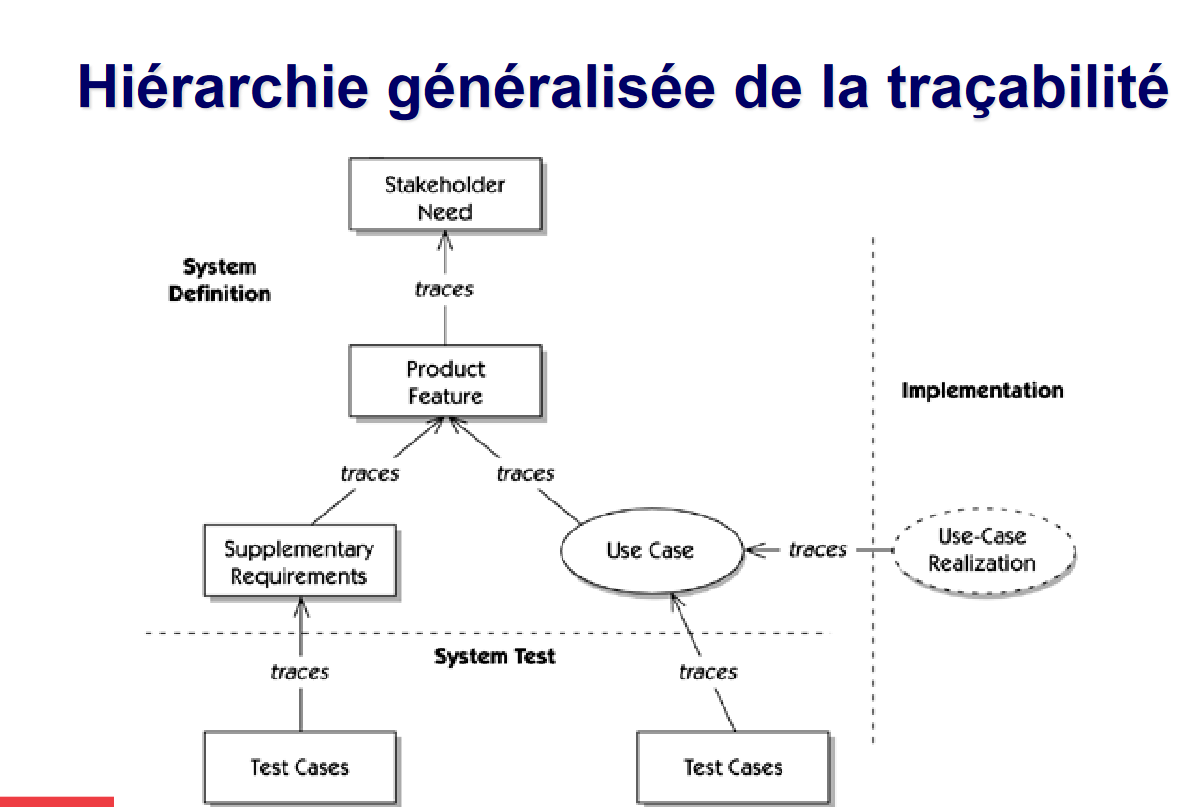 Hiérarchie généralisée de la traçabilité
Stakeholder
Need
System
Definition
traces
Product
Feature
Implementation
traces
traces
Supplementary
Requirements
Use Case
traces
Use-Case
Realization
System Test
traces
traces
Test Cases
Test Cases